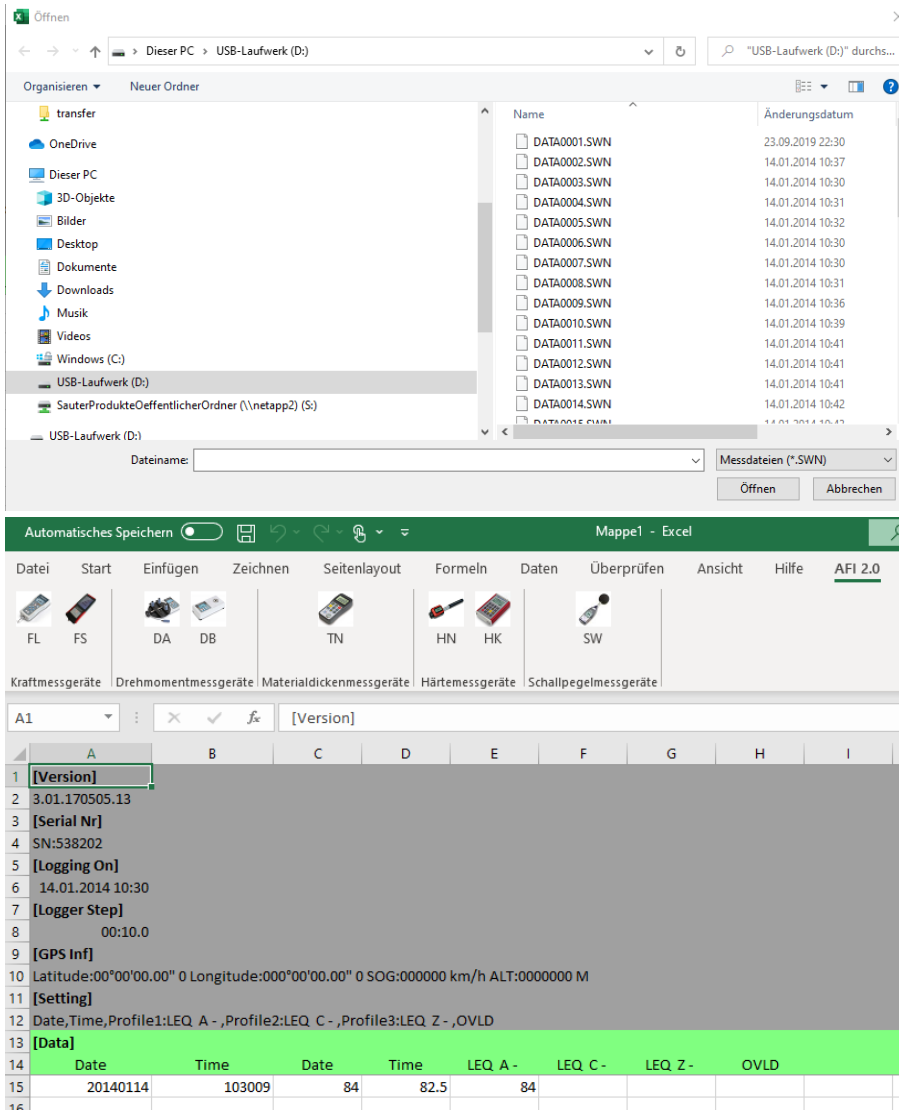 Öffnen
Dieser PC > USB-Laufwerk (D:)
"USB-Laufwerk (D:)" durchs...
Organisieren Neuer Ordner
transfer
OneDrive
Dieser PC
3D-Objekte
Bilder
Desktop
Dokumente
Downloads
Musik
Videos
Windows (C:)
USB-Laufwerk (D:)
SauterProdukteOeffentlicherOrdner (\\netapp2) (S:)
USB-Laufwerk (D:)
Name Änderungsdatum
DATA0001.SWN 23.09.2019 22:30
DATA0002.SWN 14.01.2014 10:37
DATA0003.SWN 14.01.2014 10:30
DATA0004.SWN 14.01.2014 10:31
DATA0005.SWN 14.01.2014 10:32
DATA0006.SWN 14.01.2014 10:30
DATA0007.SWN 14.01.2014 10:30
DATA0008.SWN 14.01.2014 10:31
DATA0009.SWN 14.01.2014 10:36
DATA0010.SWN 14.01.2014 10:39
DATA0011.SWN 14.01.2014 10:41
DATA0012.SWN 14.01.2014 10:41
DATA0013.SWN 14.01.2014 10:41
DATA0014.SWN 14.01.2014 10:42
DATA0015.SWN 14.01.2014 10:42
Dateiname: Messdateien (*.SWN)
Öffnen Abbrechen
Automatisches Speichern Mappe1 - Excel
Datei Start Einfügen Zeichnen Seitenlayout Formeln Daten Überprüfen Ansicht Hilfe AFI 2.0
FL FS DA DB TN HN HK SW
Kraftmessgeräte Drehmomentmessgeräte Materialdickenmessgeräte Härtemessgeräte Schallpegelmessgeräte
A1 fx [Version]
A B C D E F G H I
1 [Version]
2 3.01.170505.13
3 [Serial Nr]
4 SN:538202
5 [Logging On]
6 14.01.2014 10:30
7 [Logger Step]
8 00:10.0
9 [GPS Inf]
10 Latitude:00°00'00.00" 0 Longitude:000°00'00.00" 0 SOG:000000 km/h ALT:0000000 M
11 [Setting]
12 Date,Time,Profile1:LEQ A - ,Profile2:LEQ C - ,Profile3:LEQ Z - ,OVLD
13 [Data]
14 Date Time Date Time LEQ A - LEQ C - LEQ Z - OVLD
15 20140114 103009 84 82.5 84
16